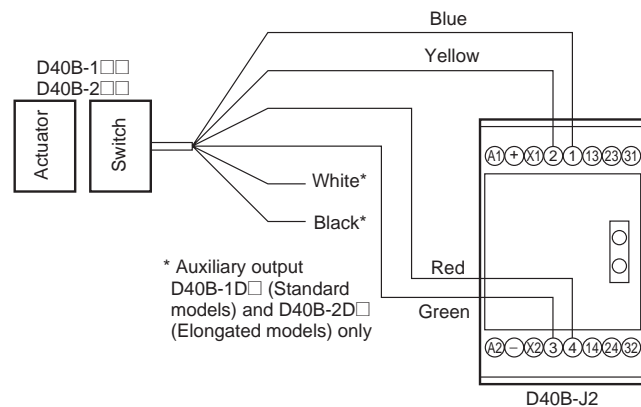 Blue
D40B-1□□
D40B-2□□
Yellow
Actuator
Switch
A1 + X1 2 1 13 23 31
White*
Black*
* Auxiliary output
D40B-1D□ (Standard
models) and D40B-2D□
(Elongated models) only
Red
Green
A2 − X2 3 4 14 24 32
D40B-J2